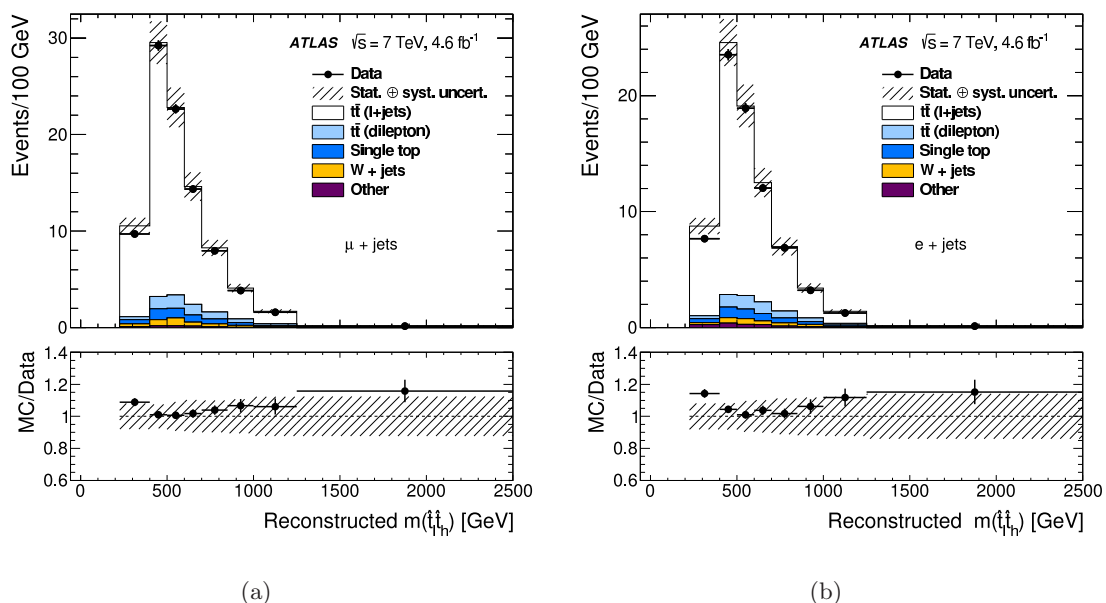 Events/100 GeV
30
20
10
0
ATLAS √s = 7 TeV, 4.6 fb⁻¹
Data
Stat. ⊕ syst. uncert.
tt̄ (l+jets)
tt̄ (dilepton)
Single top
W + jets
Other
μ + jets
MC/Data
1.4
1.2
1
0.8
0.6
0 500 1000 1500 2000 2500
Reconstructed m(t̂ₗt̂ₕ) [GeV]
(a)
Events/100 GeV
20
10
0
ATLAS √s = 7 TeV, 4.6 fb⁻¹
Data
Stat. ⊕ syst. uncert.
tt̄ (l+jets)
tt̄ (dilepton)
Single top
W + jets
Other
e + jets
MC/Data
1.4
1.2
1
0.8
0.6
0 500 1000 1500 2000 2500
Reconstructed m(t̂ₗt̂ₕ) [GeV]
(b)